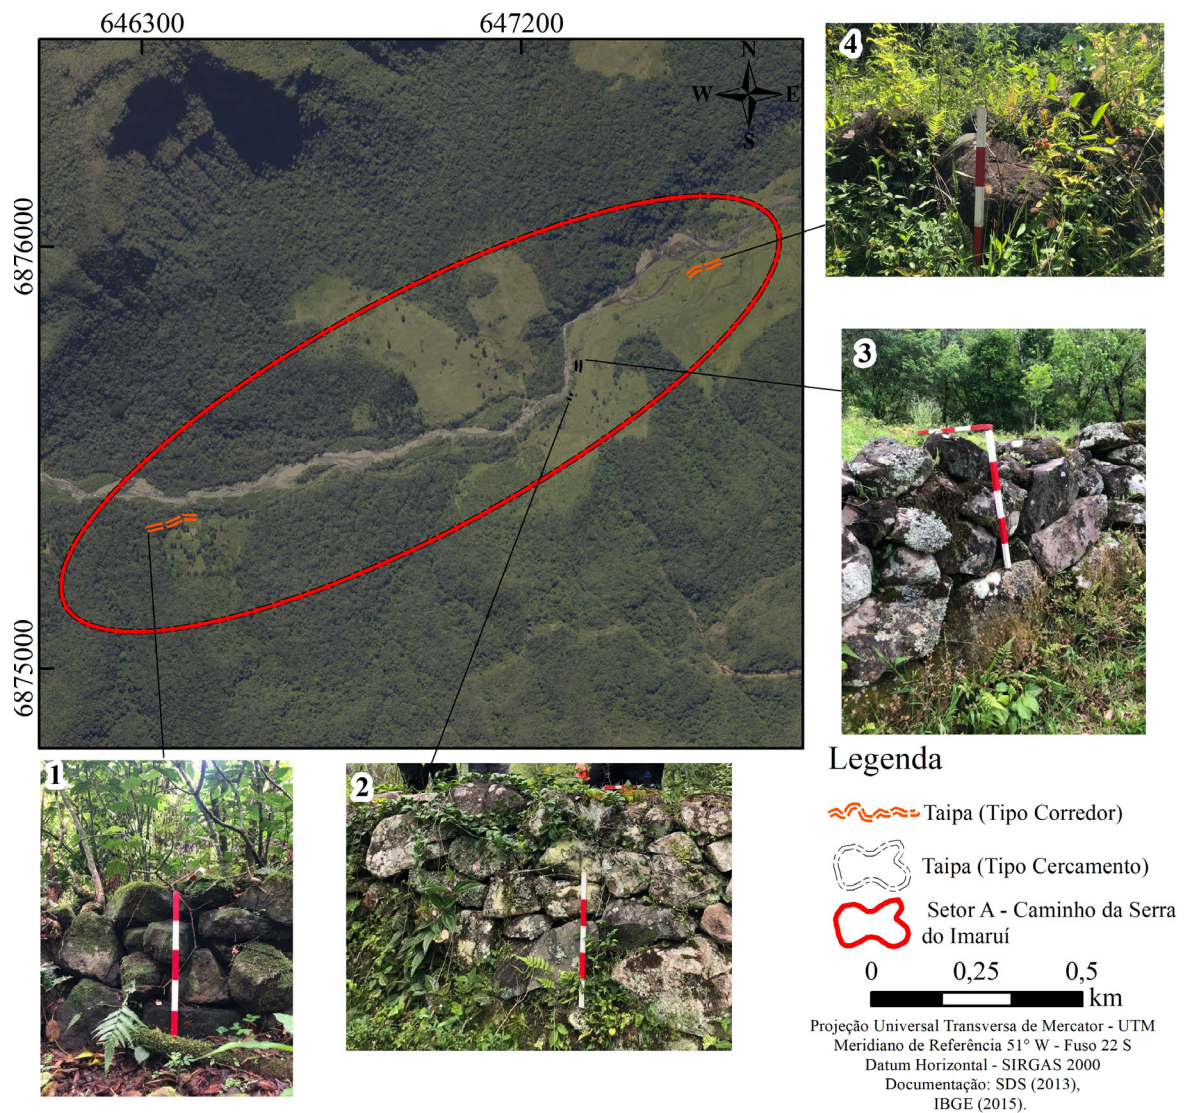 646300
647200
6876000
6875000
N
W
E
S
4
3
1
2
Legenda
Taipa (Tipo Corredor)
Taipa (Tipo Cercamento)
Setor A - Caminho da Serra
do Imaruí
0 0,25 0,5
km
Projeção Universal Transversa de Mercator - UTM
Meridiano de Referência 51° W - Fuso 22 S
Datum Horizontal - SIRGAS 2000
Documentação: SDS (2013),
IBGE (2015).